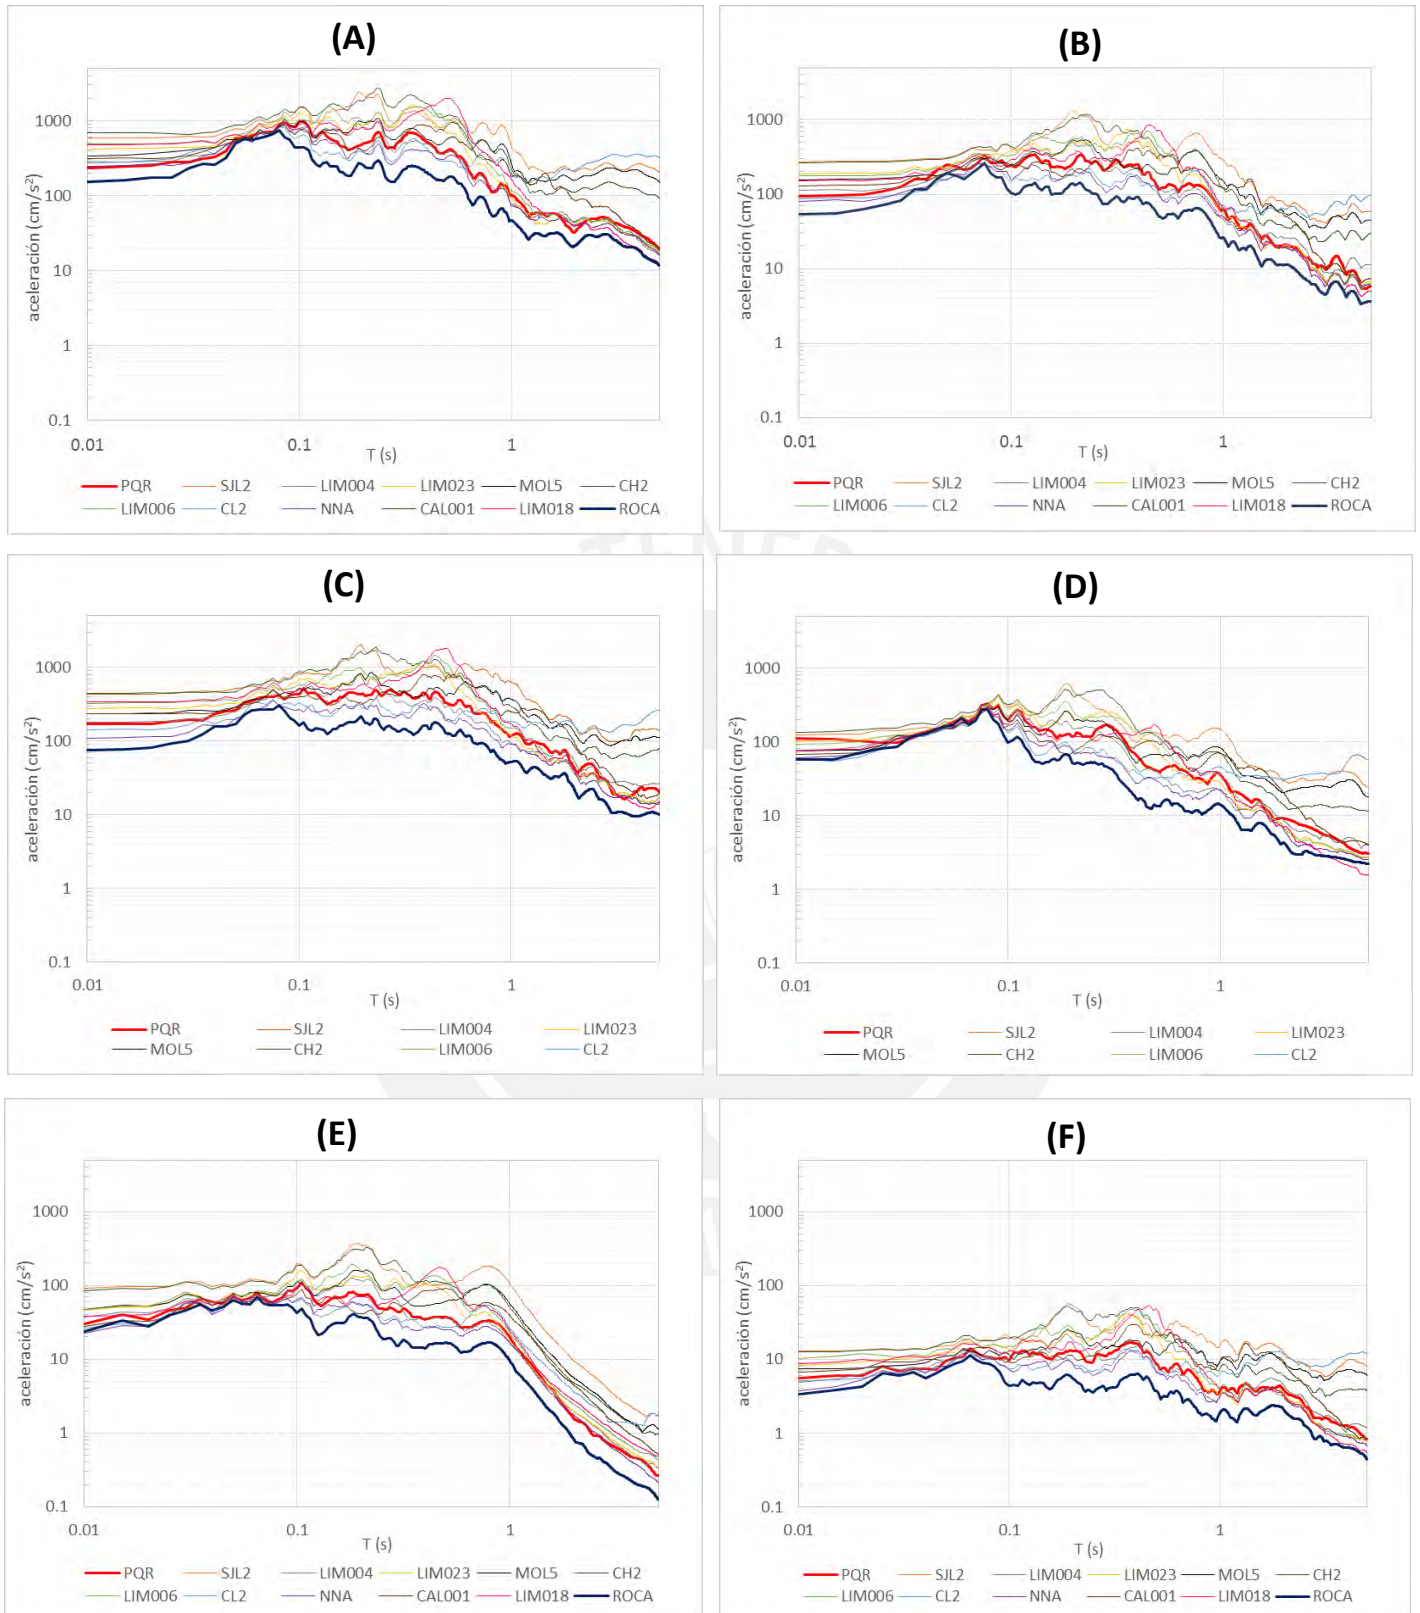 (A)
aceleración (cm/s²)
1000
100
10
1
0.1
0.01
0.1
1
T (s)
PQR SJL2 LIM004 LIM023 MOL5 CH2
LIM006 CL2 NNA CAL001 LIM018 ROCA
(B)
aceleración (cm/s²)
1000
100
10
1
0.1
0.01
0.1
1
T (s)
PQR SJL2 LIM004 LIM023 MOL5 CH2
LIM006 CL2 NNA CAL001 LIM018 ROCA
(C)
aceleración (cm/s²)
1000
100
10
1
0.1
0.01
0.1
1
T (s)
PQR SJL2 LIM004 LIM023
MOL5 CH2 LIM006 CL2
(D)
aceleración (cm/s²)
1000
100
10
1
0.1
0.01
0.1
1
T (s)
PQR SJL2 LIM004 LIM023
MOL5 CH2 LIM006 CL2
(E)
aceleración (cm/s²)
1000
100
10
1
0.1
0.01
0.1
1
T (s)
PQR SJL2 LIM004 LIM023 MOL5 CH2
LIM006 CL2 NNA CAL001 LIM018 ROCA
(F)
aceleración (cm/s²)
1000
100
10
1
0.1
0.01
0.1
1
T (s)
PQR SJL2 LIM004 LIM023 MOL5 CH2
LIM006 CL2 NNA CAL001 LIM018 ROCA